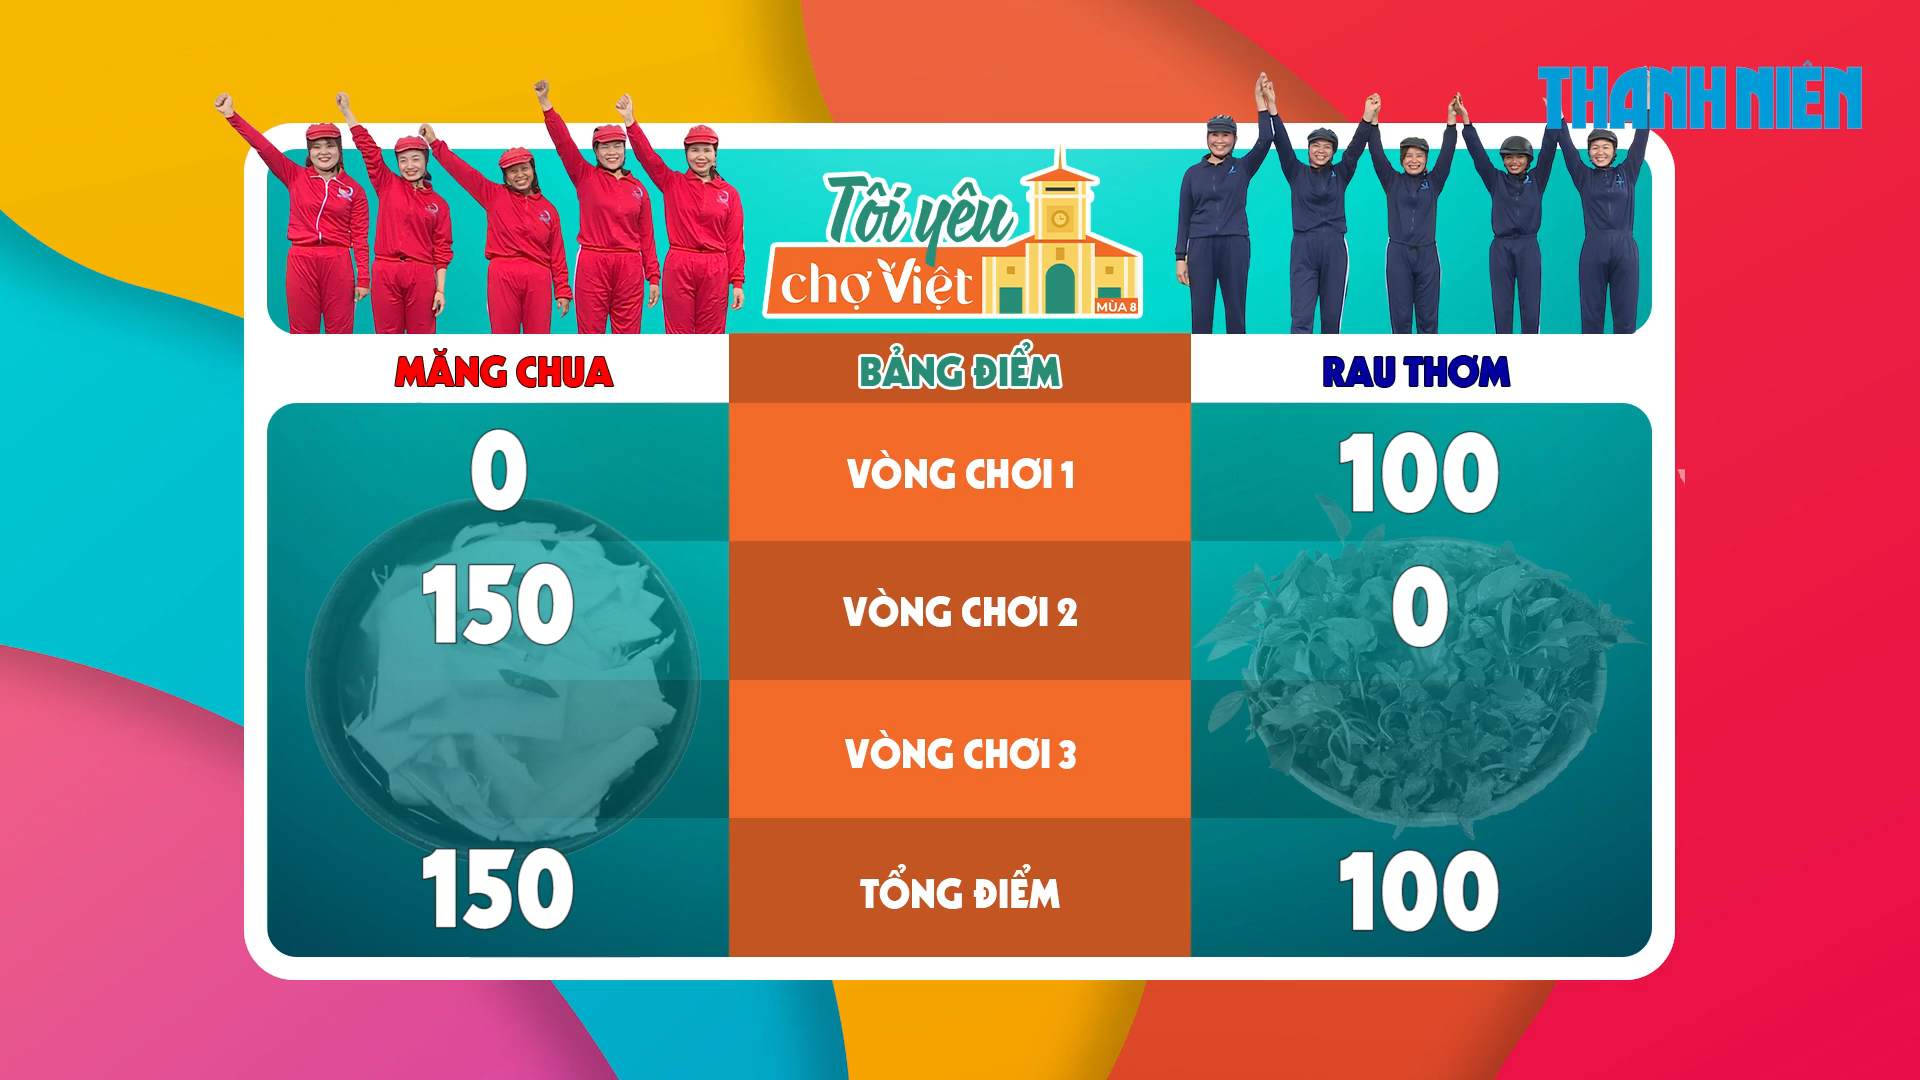 THANH NIÊN
Tôi yêu
chợ Việt
MÙA 8
MĂNG CHUA
BẢNG ĐIỂM
RAU THƠM
0
VÒNG CHƠI 1
100
150
VÒNG CHƠI 2
0
VÒNG CHƠI 3
150
TỔNG ĐIỂM
100